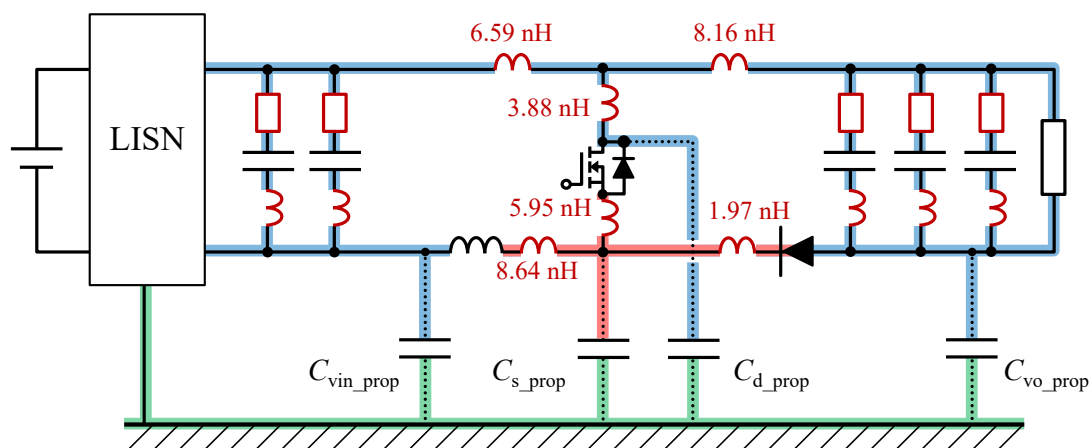 6.59 nH
8.16 nH
3.88 nH
LISN
5.95 nH
1.97 nH
8.64 nH
Cvin_prop
Cs_prop
Cd_prop
Cvo_prop